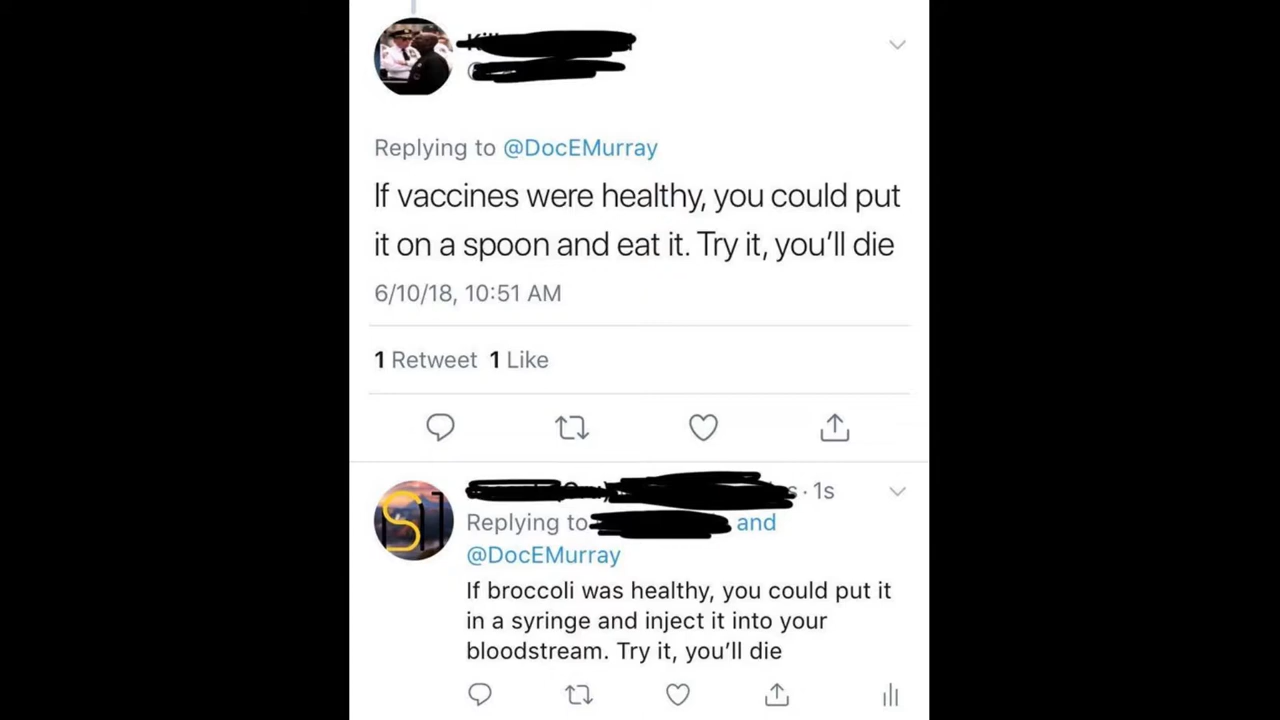 Replying to @DocEMurray
If vaccines were healthy, you could put
it on a spoon and eat it. Try it, you'll die
6/10/18, 10:51 AM
1 Retweet 1 Like
· 1s
Replying to and
@DocEMurray
If broccoli was healthy, you could put it
in a syringe and inject it into your
bloodstream. Try it, you'll die